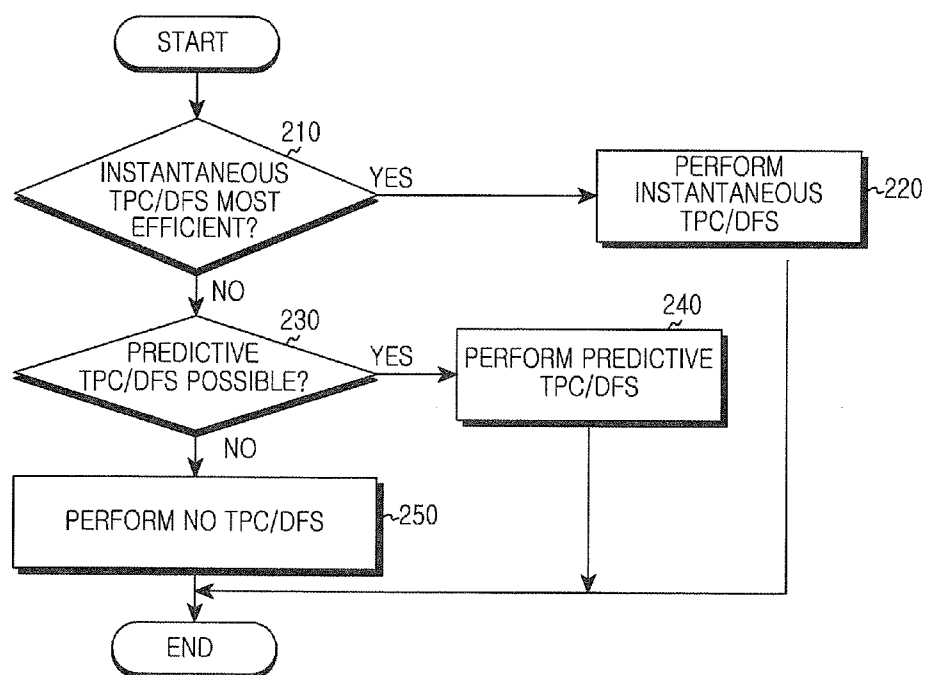 START
210
INSTANTANEOUS
TPC/DFS MOST
EFFICIENT?
YES
PERFORM
INSTANTANEOUS
TPC/DFS
220
NO
230
PREDICTIVE
TPC/DFS POSSIBLE?
YES
240
PERFORM PREDICTIVE
TPC/DFS
NO
PERFORM NO TPC/DFS
250
END